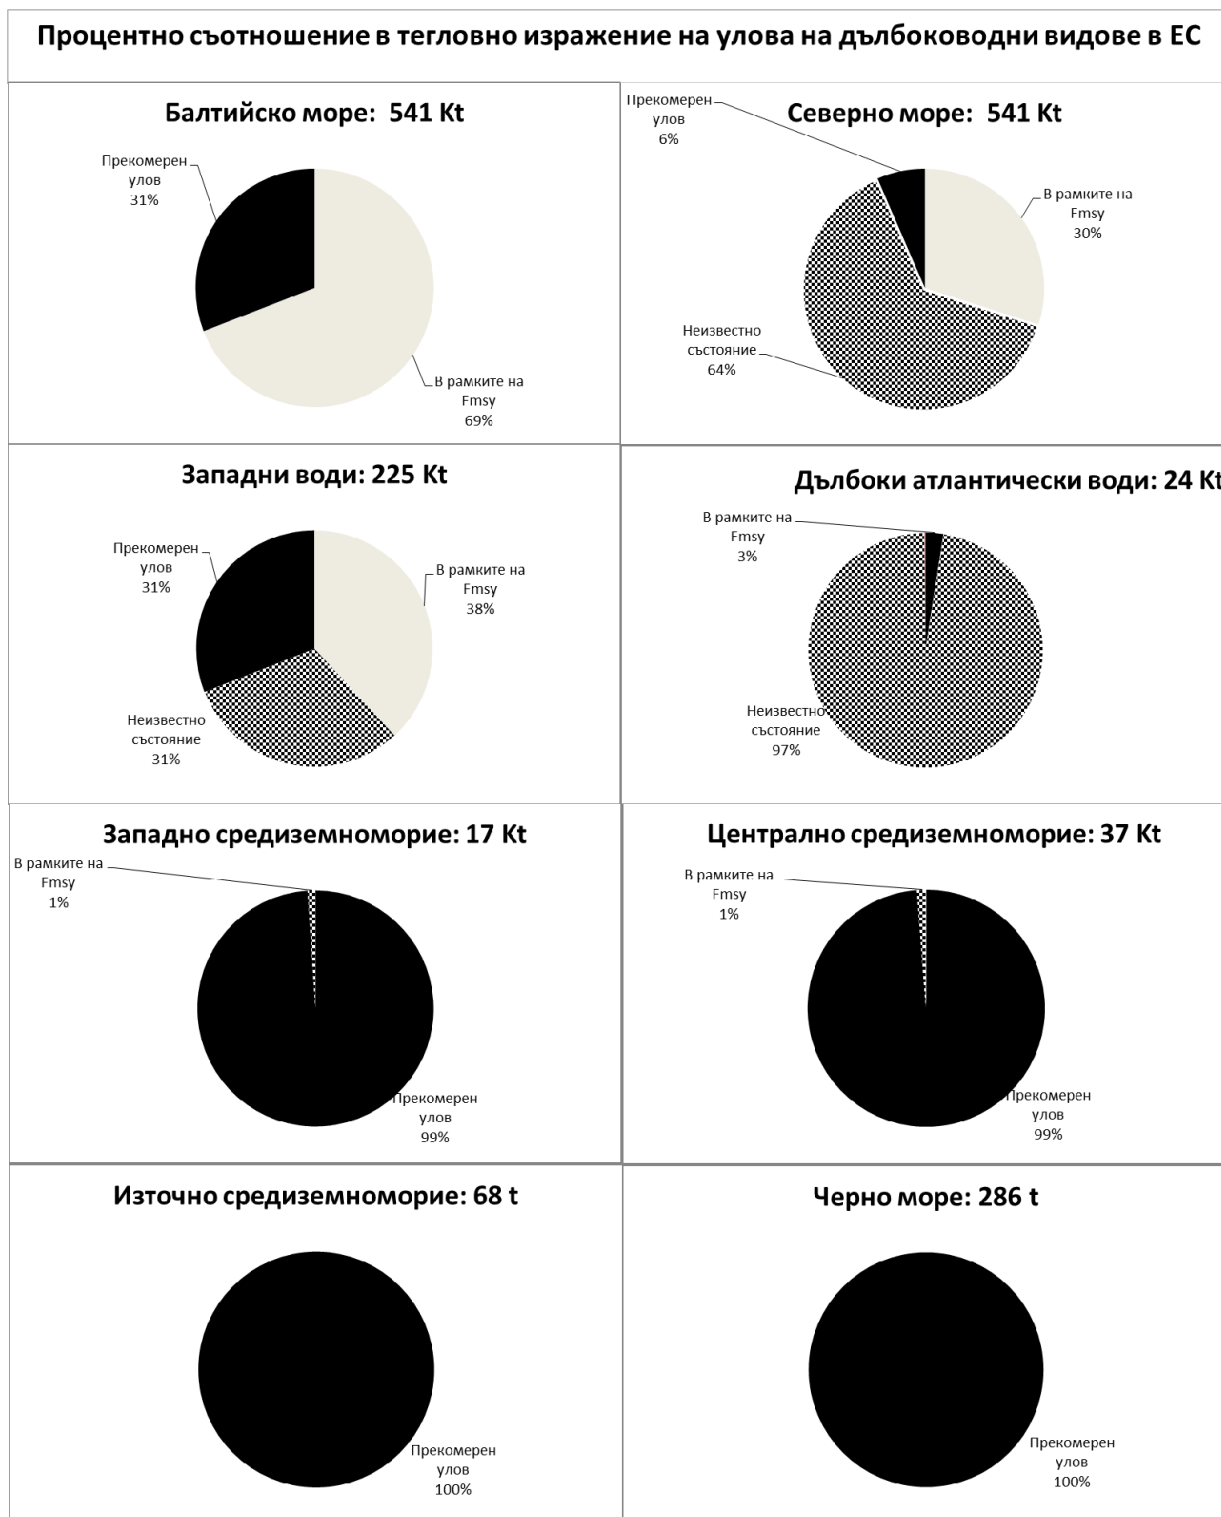 Процентно съотношение в тегловно изражение на улова на дълбоководни видове в ЕС
Балтийско море: 541 Kt
Прекомерен
улов
31%
В рамките на
Fmsy
69%
Северно море: 541 Kt
Прекомерен
улов
6%
В рамките на
Fmsy
30%
Неизвестно
състояние
64%
Западни води: 225 Kt
Прекомерен
улов
31%
В рамките на
Fmsy
38%
Неизвестно
състояние
31%
Дълбоки атлантически води: 24 Kt
В рамките на
Fmsy
3%
Неизвестно
състояние
97%
Западно средиземноморие: 17 Kt
В рамките на
Fmsy
1%
Прекомерен
улов
99%
Централно средиземноморие: 37 Kt
В рамките на
Fmsy
1%
Прекомерен
улов
99%
Източно средиземноморие: 68 t
Прекомерен
улов
100%
Черно море: 286 t
Прекомерен
улов
100%